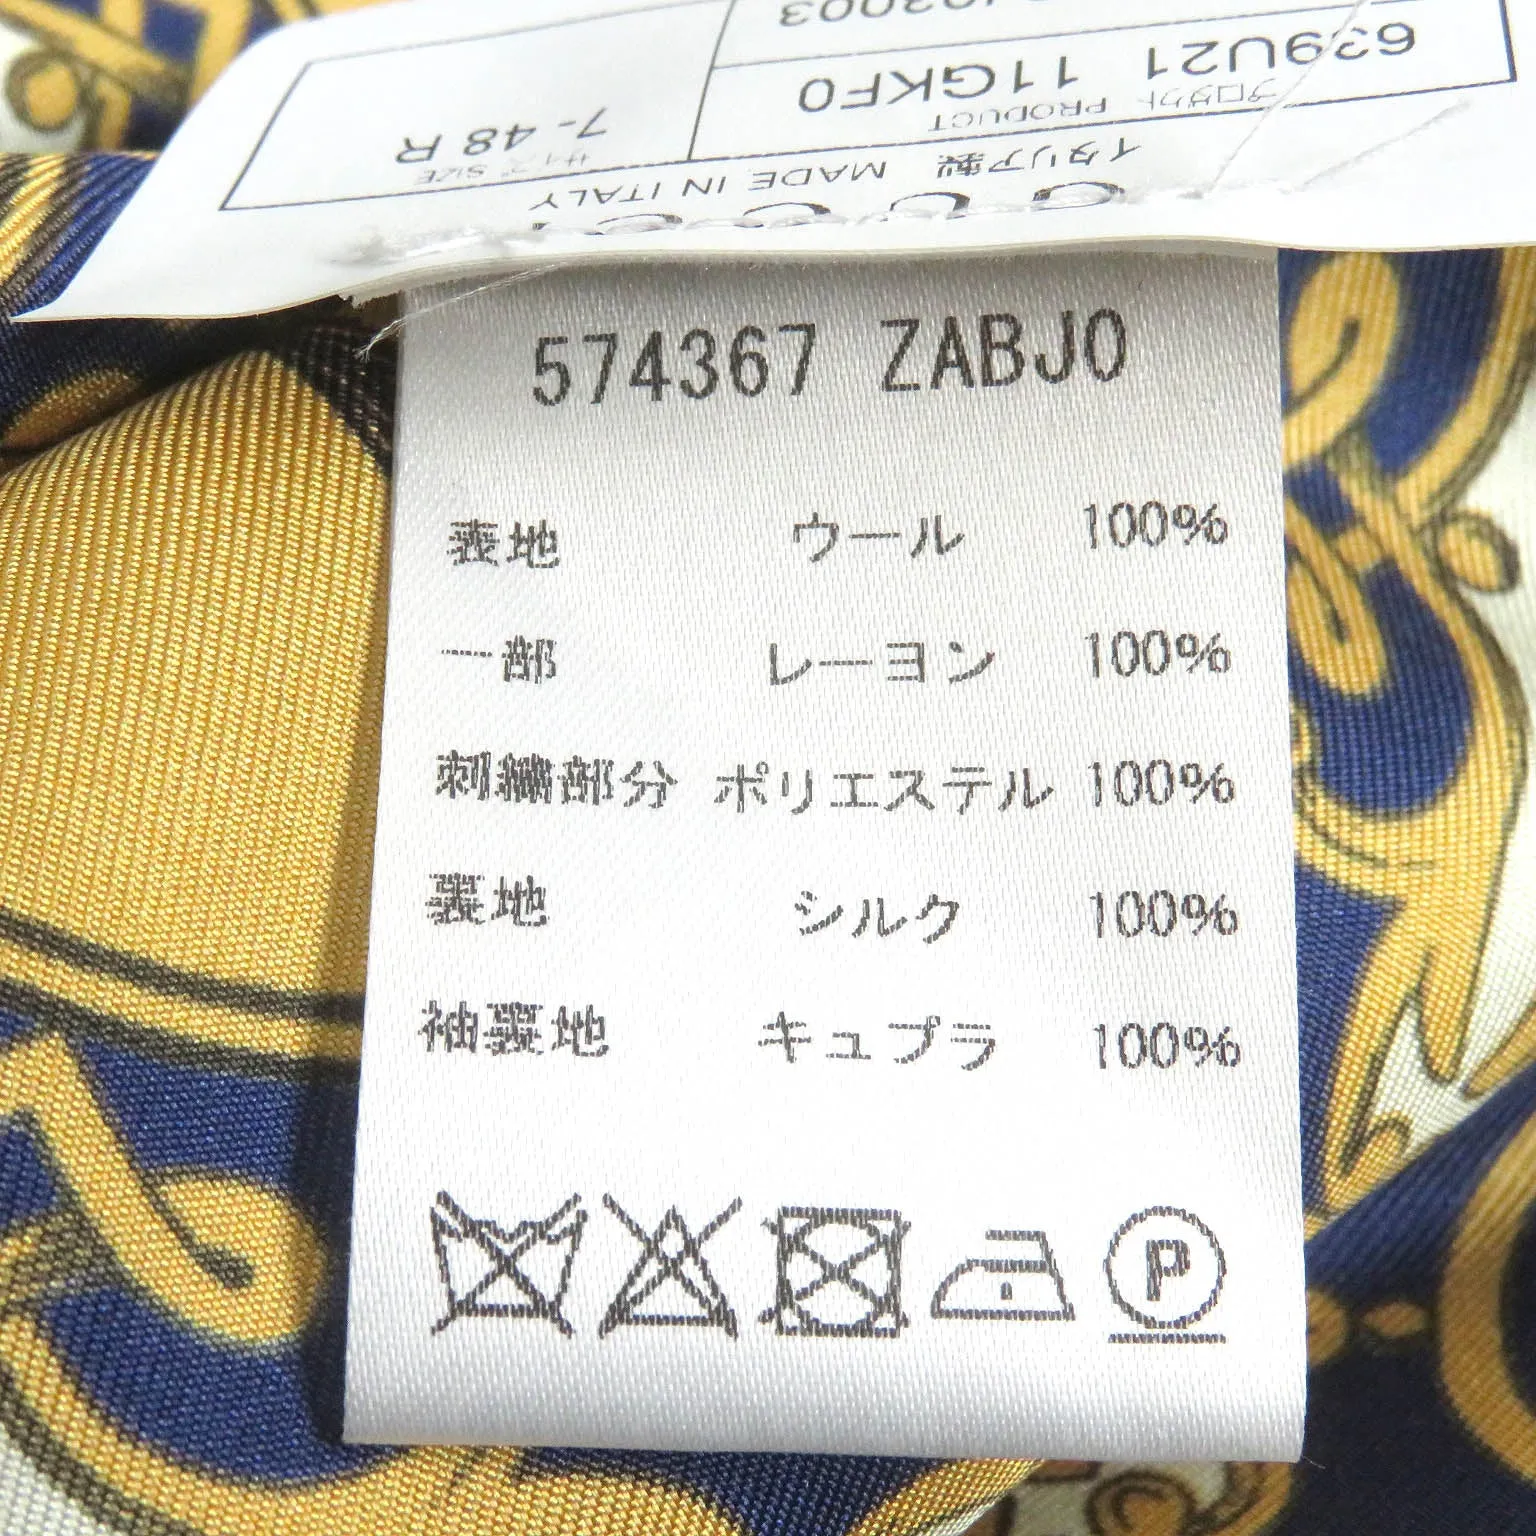 イタリア製 MADE IN ITALY
プロダクト PRODUCT
639U21 11GKF0
サイズ SIZE
7- 48 R
574367 ZABJ0
表地 ウール 100%
一部 レーヨン 100%
刺繍部分 ポリエステル 100%
裏地 シルク 100%
袖裏地 キュプラ 100%
P